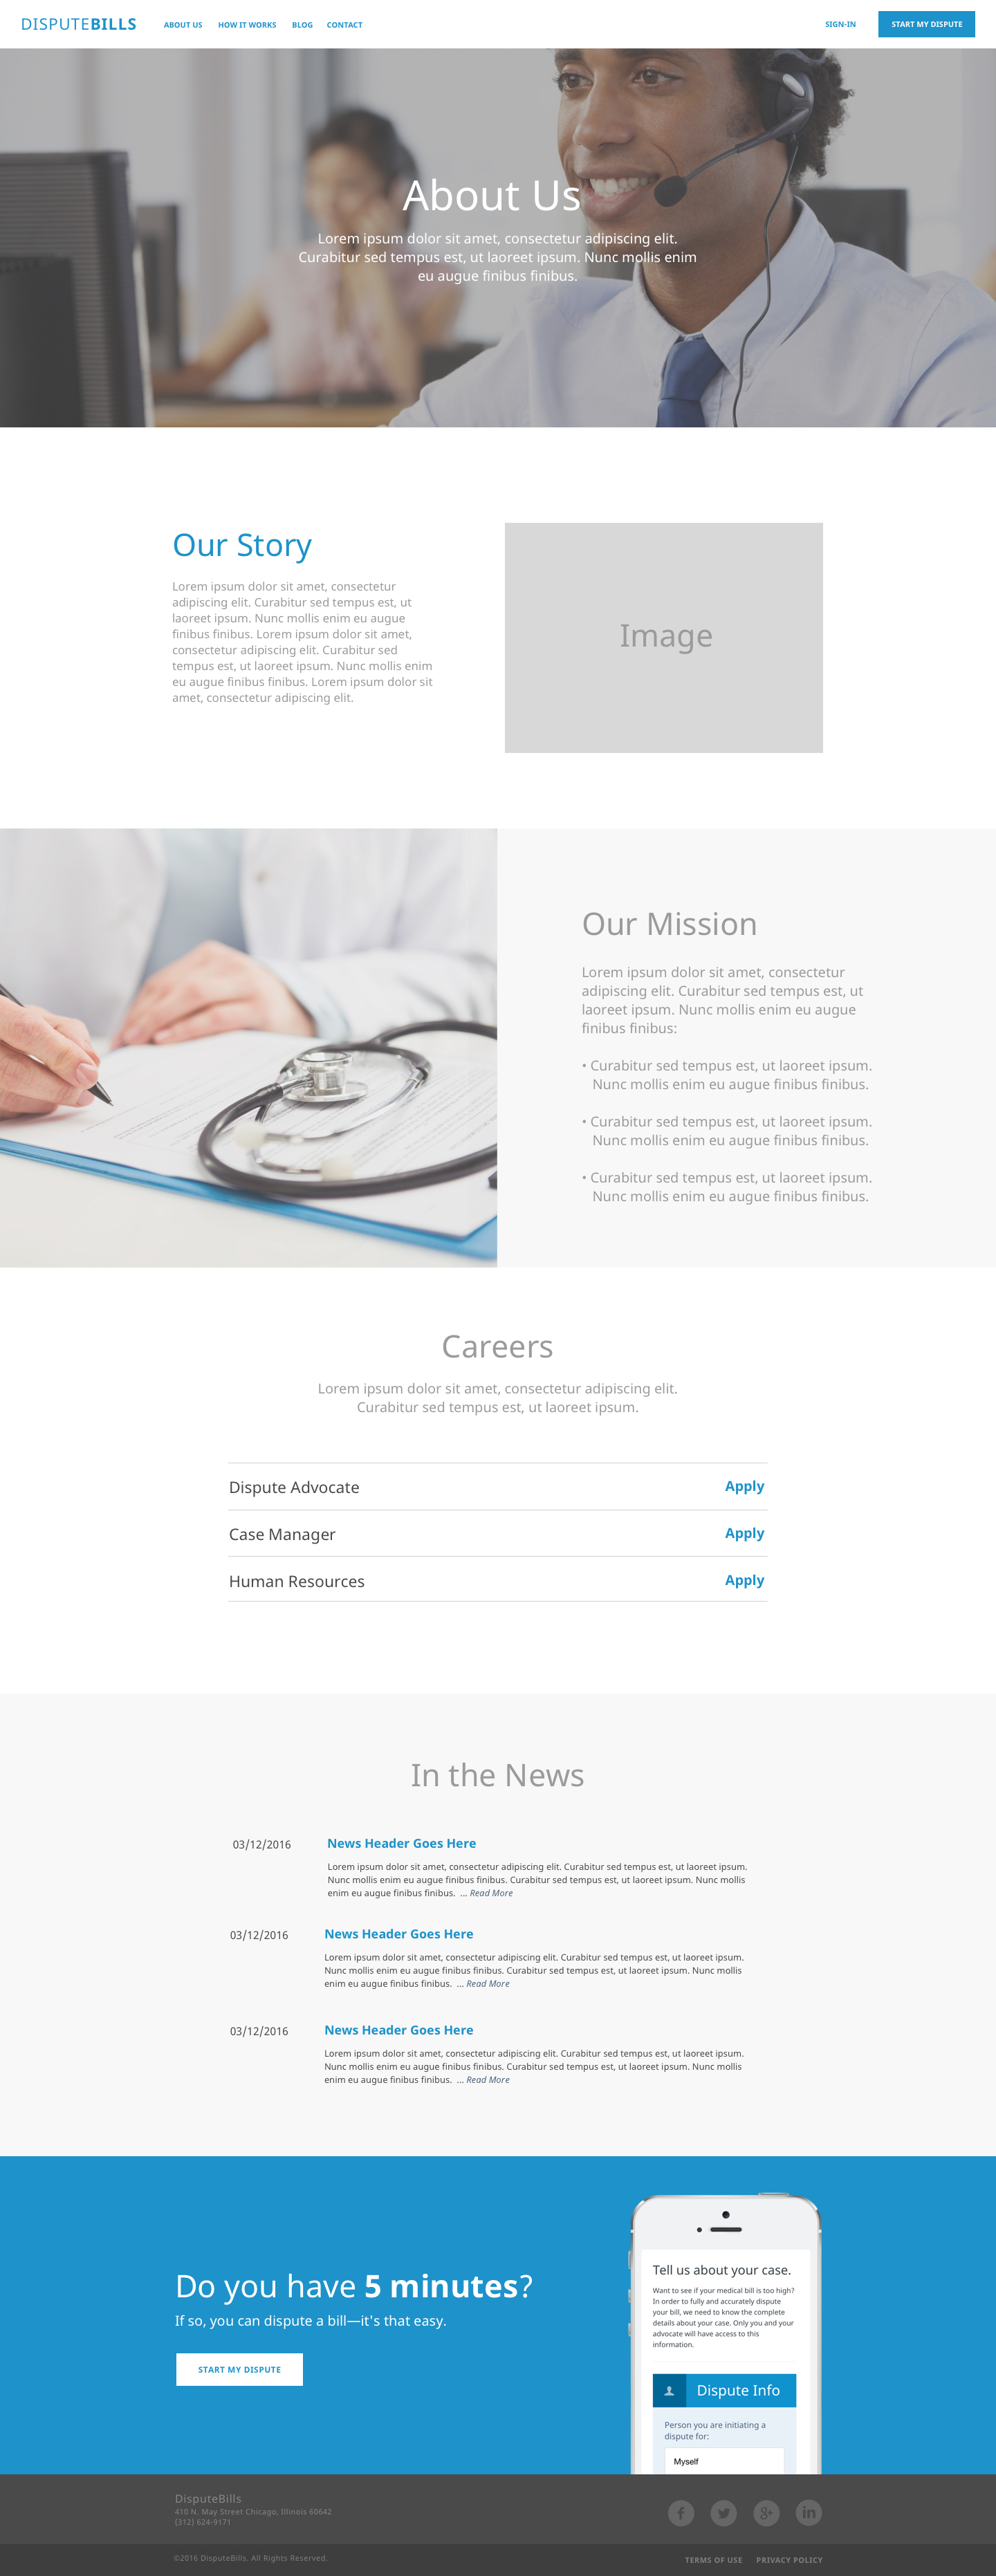 DISPUTEBILLS
ABOUT US HOW IT WORKS BLOG CONTACT
SIGN-IN START MY DISPUTE
About Us
Lorem ipsum dolor sit amet, consectetur adipiscing elit.
Curabitur sed tempus est, ut laoreet ipsum. Nunc mollis enim
eu augue finibus finibus.
Our Story
Lorem ipsum dolor sit amet, consectetur
adipiscing elit. Curabitur sed tempus est, ut
laoreet ipsum. Nunc mollis enim eu augue
finibus finibus. Lorem ipsum dolor sit amet,
consectetur adipiscing elit. Curabitur sed
tempus est, ut laoreet ipsum. Nunc mollis enim
eu augue finibus finibus. Lorem ipsum dolor sit
amet, consectetur adipiscing elit.
Image
Our Mission
Lorem ipsum dolor sit amet, consectetur
adipiscing elit. Curabitur sed tempus est, ut
laoreet ipsum. Nunc mollis enim eu augue
finibus finibus:
• Curabitur sed tempus est, ut laoreet ipsum.
Nunc mollis enim eu augue finibus finibus.
• Curabitur sed tempus est, ut laoreet ipsum.
Nunc mollis enim eu augue finibus finibus.
• Curabitur sed tempus est, ut laoreet ipsum.
Nunc mollis enim eu augue finibus finibus.
Careers
Lorem ipsum dolor sit amet, consectetur adipiscing elit.
Curabitur sed tempus est, ut laoreet ipsum.
Dispute Advocate Apply
Case Manager Apply
Human Resources Apply
In the News
03/12/2016 News Header Goes Here
Lorem ipsum dolor sit amet, consectetur adipiscing elit. Curabitur sed tempus est, ut laoreet ipsum.
Nunc mollis enim eu augue finibus finibus. Curabitur sed tempus est, ut laoreet ipsum. Nunc mollis
enim eu augue finibus finibus. ... Read More
03/12/2016 News Header Goes Here
Lorem ipsum dolor sit amet, consectetur adipiscing elit. Curabitur sed tempus est, ut laoreet ipsum.
Nunc mollis enim eu augue finibus finibus. Curabitur sed tempus est, ut laoreet ipsum. Nunc mollis
enim eu augue finibus finibus. ... Read More
03/12/2016 News Header Goes Here
Lorem ipsum dolor sit amet, consectetur adipiscing elit. Curabitur sed tempus est, ut laoreet ipsum.
Nunc mollis enim eu augue finibus finibus. Curabitur sed tempus est, ut laoreet ipsum. Nunc mollis
enim eu augue finibus finibus. ... Read More
Do you have 5 minutes?
If so, you can dispute a bill—it's that easy.
START MY DISPUTE
Tell us about your case.
Want to see if your medical bill is too high?
In order to fully and accurately dispute
your bill, we need to know the complete
details about your case. Only you and your
advocate will have access to this
information.
Dispute Info
Person you are initiating a
dispute for:
Myself
DisputeBills
410 N. May Street Chicago, Illinois 60642
(312) 624-9171
f g+ in
©2016 DisputeBills. All Rights Reserved.
TERMS OF USE PRIVACY POLICY